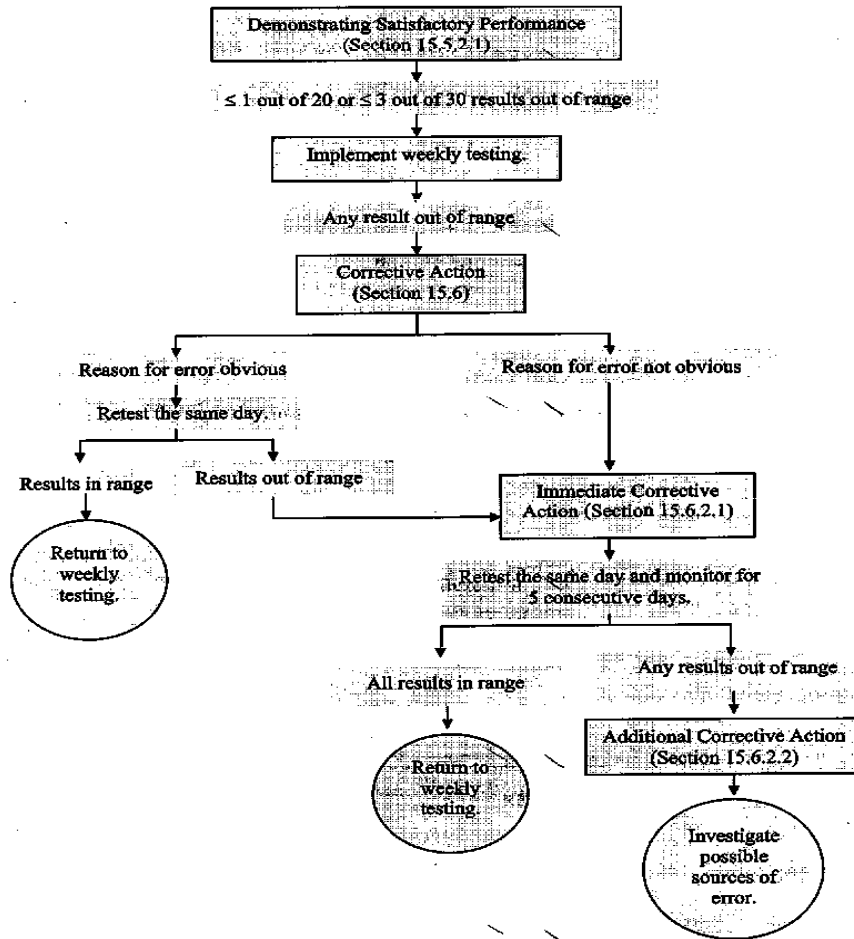 Demonstrating Satisfactory Performance
(Section 15.5.2.1)
≤ 1 out of 20 or ≤ 3 out of 30 results out of range
Implement weekly testing.
Any result out of range
Corrective Action
(Section 15.6)
Reason for error obvious
Reason for error not obvious
Retest the same day.
Results in range
Results out of range
Immediate Corrective
Action (Section 15.6.2.1)
Return to
weekly
testing.
Retest the same day and monitor for
5 consecutive days.
All results in range
Any results out of range
Additional Corrective Action
(Section 15.6.2.2)
Return to
weekly
testing.
Investigate
possible
sources of
error.